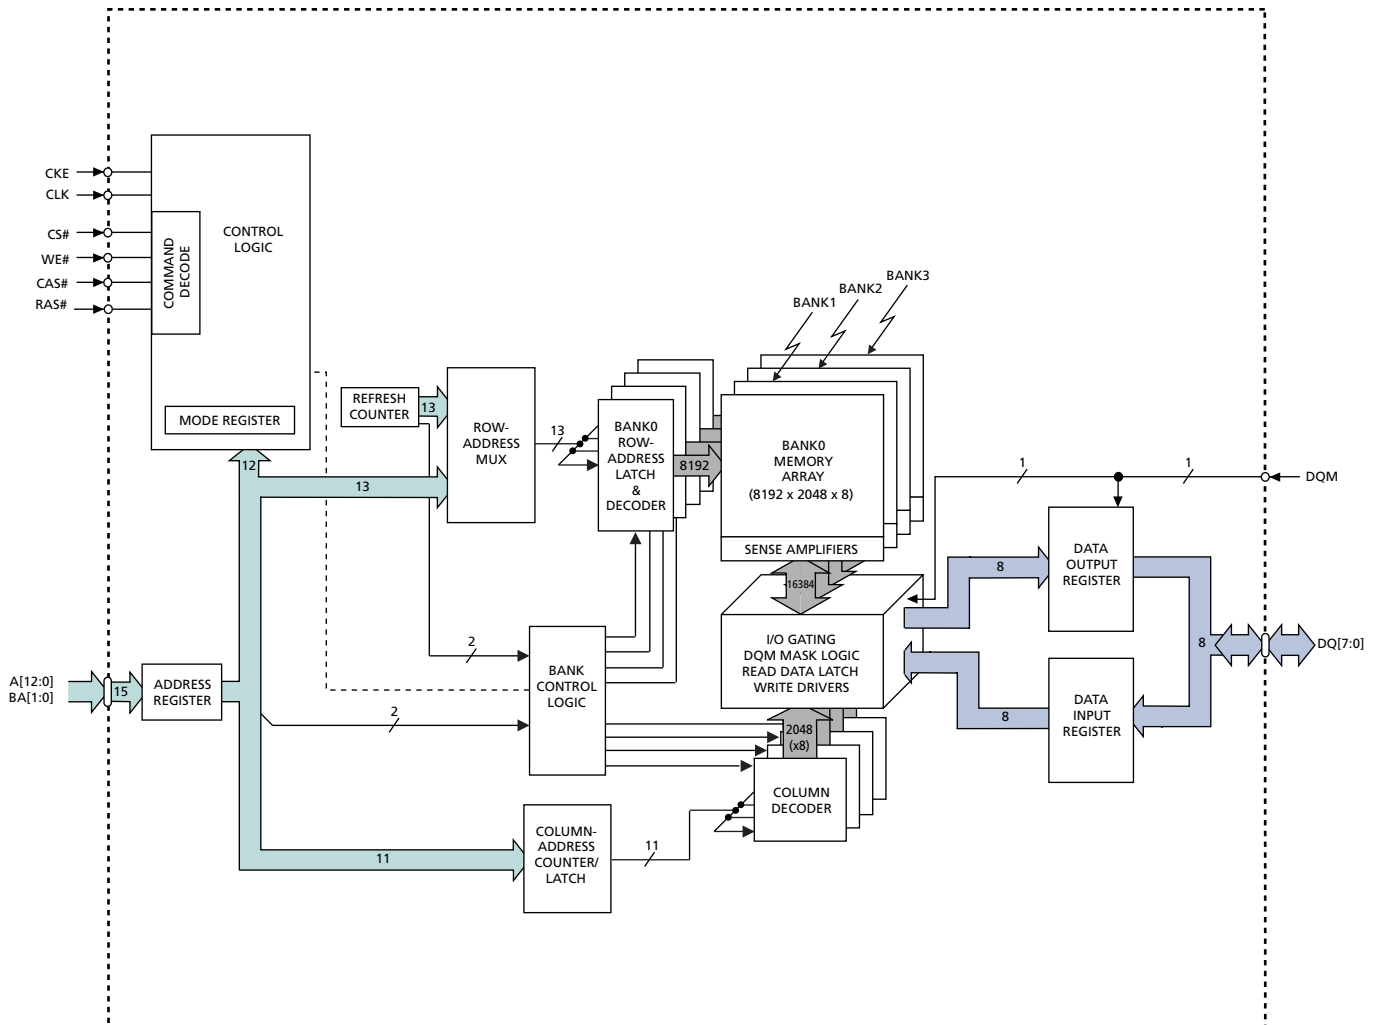 CKE
CLK
CS#
WE#
CAS#
RAS#
COMMAND
DECODE
CONTROL
LOGIC
MODE REGISTER
12
BANK1
BANK2
BANK3
REFRESH
COUNTER
13
13
ROW-
ADDRESS
MUX
13
BANK0
ROW-
ADDRESS
LATCH
&
DECODER
8192
BANK0
MEMORY
ARRAY
(8192 x 2048 x 8)
SENSE AMPLIFIERS
16384
I/O GATING
DQM MASK LOGIC
READ DATA LATCH
WRITE DRIVERS
1
1
DQM
DATA
OUTPUT
REGISTER
8
8
DQ[7:0]
DATA
INPUT
REGISTER
8
A[12:0]
BA[1:0]
15
ADDRESS
REGISTER
2
2
BANK
CONTROL
LOGIC
2048
(x8)
COLUMN
DECODER
11
COLUMN-
ADDRESS
COUNTER/
LATCH
11